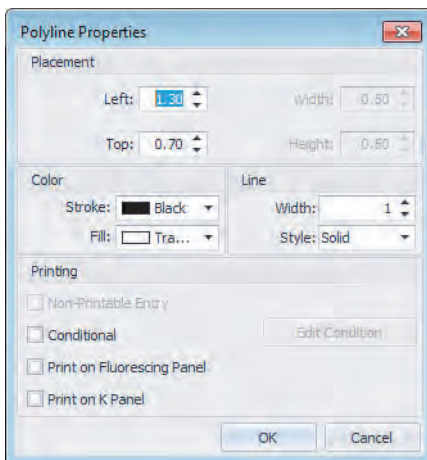 Polyline Properties
Placement
Left: 1.30 Width: 0.50
Top: 0.70 Height: 0.50
Color Line
Stroke: Black Width: 1
Fill: Tra... Style: Solid
Printing
Non-Printable Entry
Conditional Edit Condition
Print on Fluorescing Panel
Print on K Panel
OK Cancel